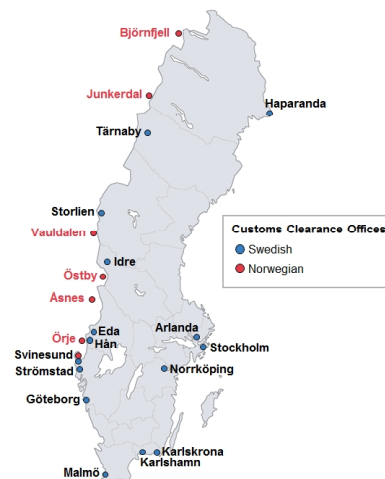 Björnfjell
Junkerdal
Haparanda
Tärnaby
Storlien
Vauldalen
Customs Clearance Offices
Swedish
Norwegian
Idre
Östby
Åsnes
Eda
Arlanda
Örje
Hån
Stockholm
Svinesund
Strömstad
Norrköping
Göteborg
Karlskrona
Karlshamn
Malmö